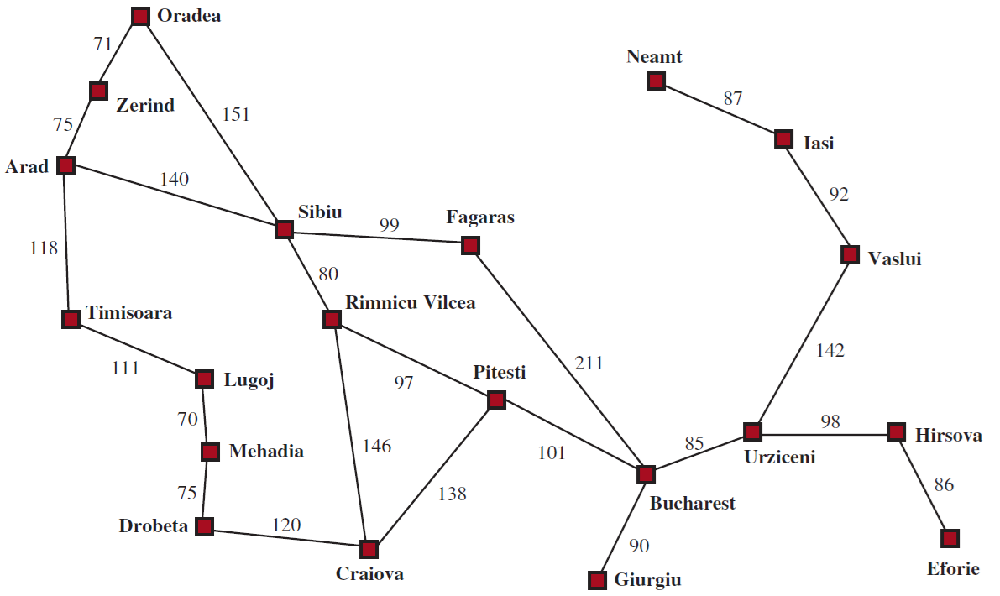 Oradea
71
Neamt
87
Zerind
151
75
Iasi
Arad
140
92
Sibiu
Fagaras
99
118
Vaslui
80
Rimnicu Vilcea
Timisoara
142
111
211
Pitesti
Lugoj
97
70
98
Hirsova
146
85
Mehadia
101
Urziceni
86
75
138
Bucharest
Drobeta
120
90
Eforie
Craiova
Giurgiu